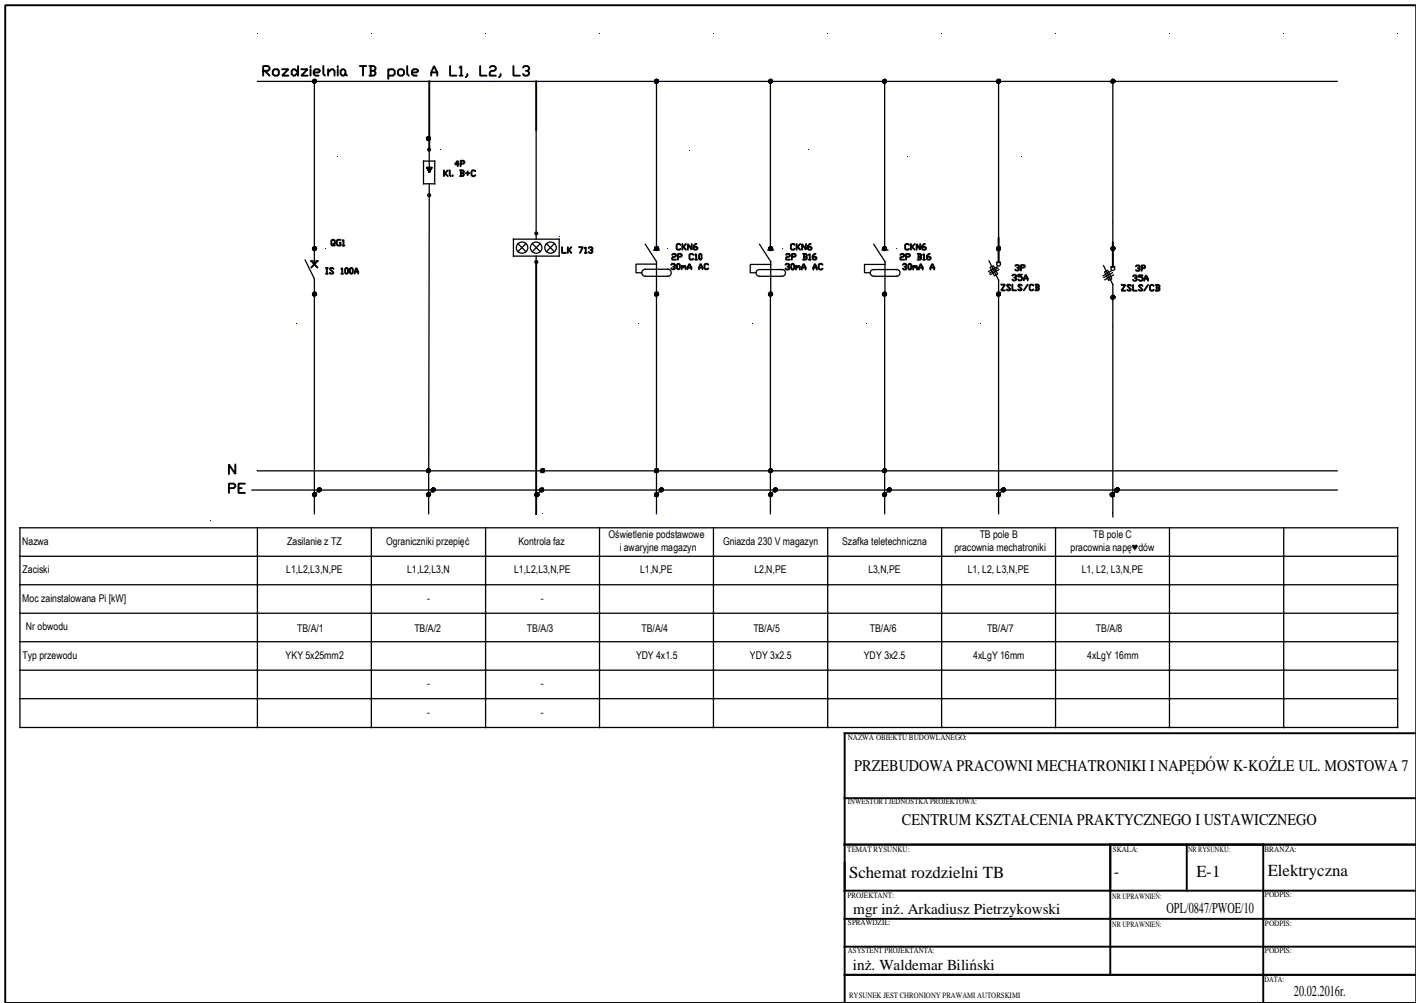 Rozdzielnia TB pole A L1, L2, L3
4P
Kl. B+C
QG1
IS 100A
LK 713
CKN6
2P C10
30mA AC
CKN6
2P B16
30mA AC
CKN6
2P B16
30mA A
3P
35A
ZSLS/CB
3P
35A
ZSLS/CB
N
PE
Nazwa
Zasilanie z TZ
Ograniczniki przepięć
Kontrola faz
Oświetlenie podstawowe
i awaryjne magazyn
Gniazda 230 V magazyn
Szafka teletechniczna
TB pole B
pracownia mechatroniki
TB pole C
pracownia napę♥dów
Zaciski
L1,L2,L3,N,PE
L1,L2,L3,N
L1,L2,L3,N,PE
L1,N,PE
L2,N,PE
L3,N,PE
L1, L2, L3,N,PE
L1, L2, L3,N,PE
Moc zainstalowana Pi [kW]
-
-
Nr obwodu
TB/A/1
TB/A/2
TB/A/3
TB/A/4
TB/A/5
TB/A/6
TB/A/7
TB/A/8
Typ przewodu
YKY 5x25mm2
YDY 4x1.5
YDY 3x2.5
YDY 3x2.5
4xLgY 16mm
4xLgY 16mm
-
-
-
-
NAZWA OBIEKTU BUDOWLANEGO:
PRZEBUDOWA PRACOWNI MECHATRONIKI I NAPĘDÓW K-KOŹLE UL. MOSTOWA 7
INWESTOR I JEDNOSTKA PROJEKTOWA:
CENTRUM KSZTAŁCENIA PRAKTYCZNEGO I USTAWICZNEGO
TEMAT RYSUNKU:
Schemat rozdzielni TB
SKALA:
-
NR RYSUNKU:
E-1
BRANŻA:
Elektryczna
PROJEKTANT:
mgr inż. Arkadiusz Pietrzykowski
NR UPRAWNIEŃ:
OPL/0847/PWOE/10
PODPIS:
SPRAWDZIŁ:
NR UPRAWNIEŃ:
PODPIS:
ASYSTENT PROJEKTANTA:
inż. Waldemar Biliński
PODPIS:
RYSUNEK JEST CHRONIONY PRAWAMI AUTORSKIMI
DATA:
20.02.2016r.